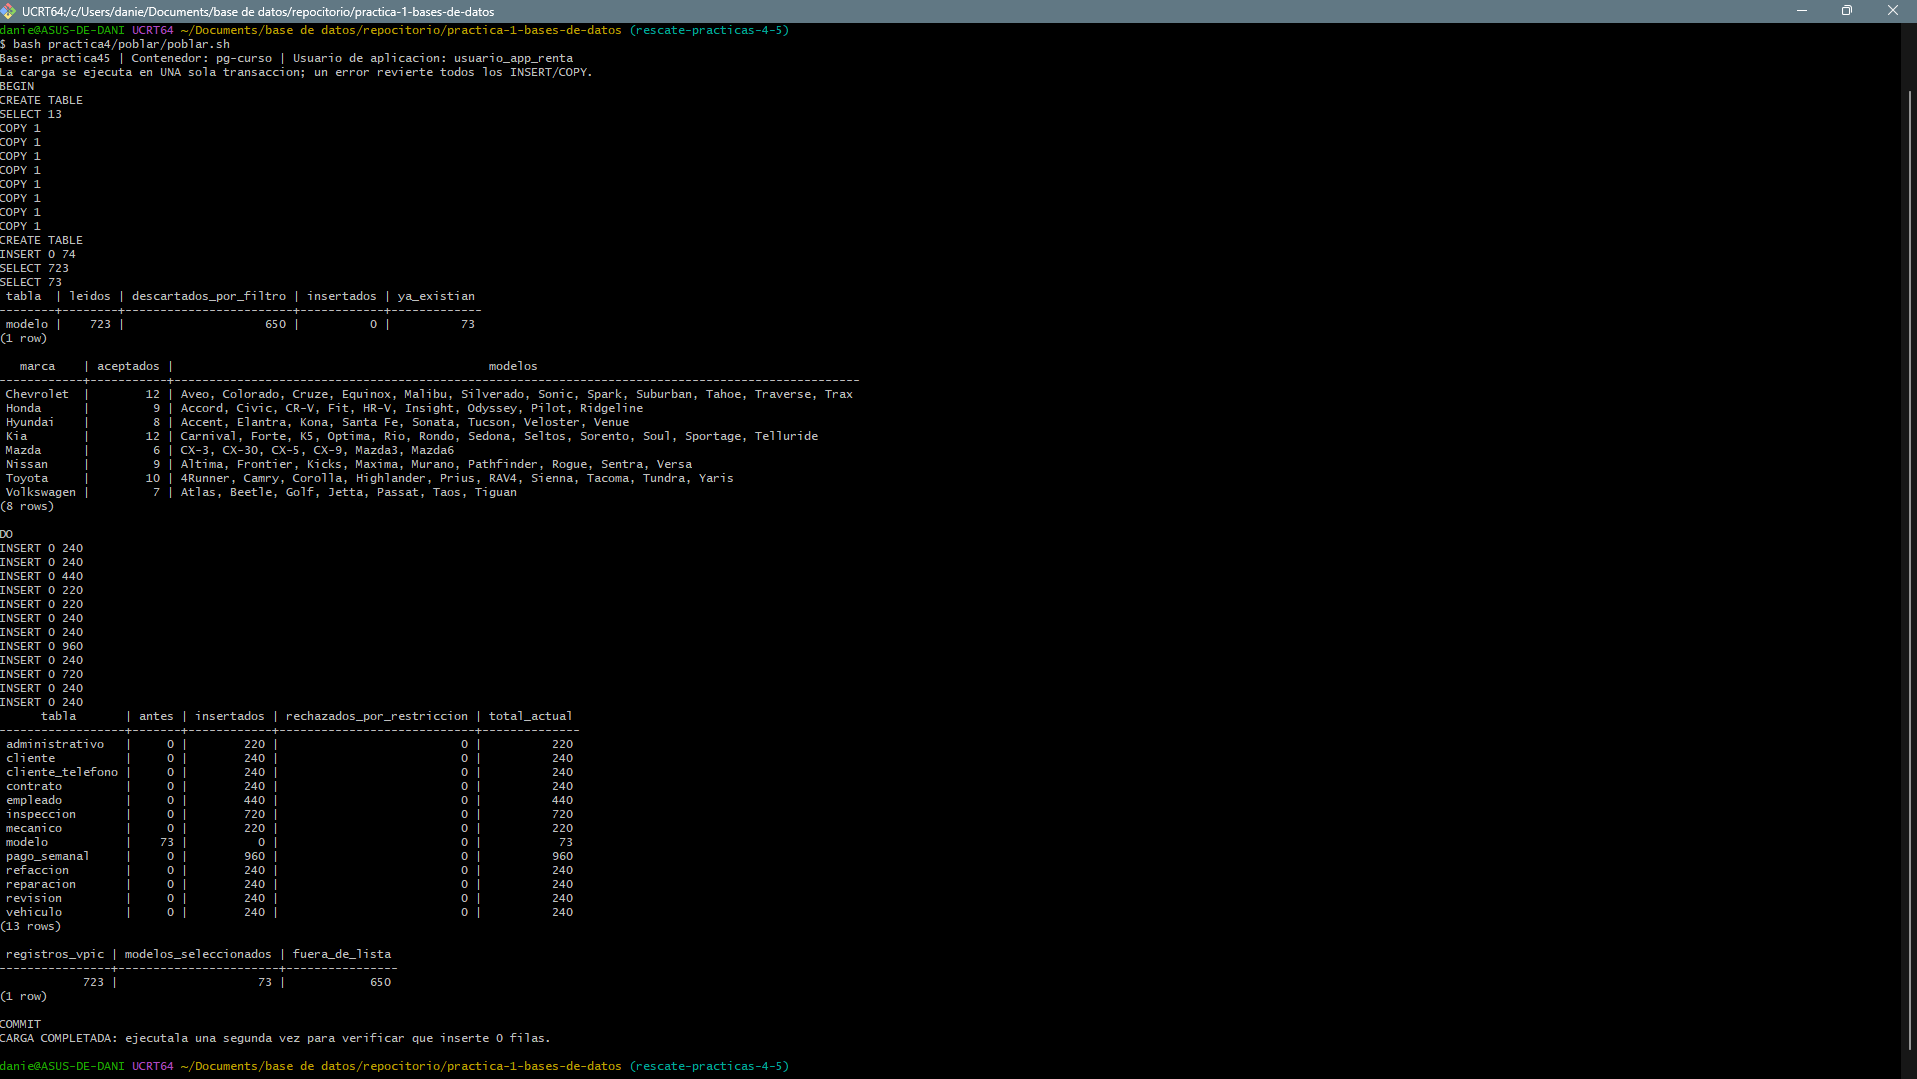 UCRT64:/c/Users/danie/Documents/base de datos/repocitorio/practica-1-bases-de-datos
danie@ASUS-DE-DANI UCRT64 ~/Documents/base de datos/repocitorio/practica-1-bases-de-datos (rescate-practicas-4-5)
$ bash practica4/poblar/poblar.sh
Base: practica45 | Contenedor: pg-curso | Usuario de aplicacion: usuario_app_renta
La carga se ejecuta en UNA sola transaccion; un error revierte todos los INSERT/COPY.
BEGIN
CREATE TABLE
SELECT 13
COPY 1
COPY 1
COPY 1
COPY 1
COPY 1
COPY 1
COPY 1
COPY 1
CREATE TABLE
INSERT 0 74
SELECT 723
SELECT 73
 tabla  | leidos | descartados_por_filtro | insertados | ya_existian
--------+--------+------------------------+------------+-------------
 modelo |    723 |                    650 |          0 |          73
(1 row)
   marca    | aceptados |                                             modelos
------------+-----------+--------------------------------------------------------------------------------------------------
 Chevrolet  |        12 | Aveo, Colorado, Cruze, Equinox, Malibu, Silverado, Sonic, Spark, Suburban, Tahoe, Traverse, Trax
 Honda      |         9 | Accord, Civic, CR-V, Fit, HR-V, Insight, Odyssey, Pilot, Ridgeline
 Hyundai    |         8 | Accent, Elantra, Kona, Santa Fe, Sonata, Tucson, Veloster, Venue
 Kia        |        12 | Carnival, Forte, K5, Optima, Rio, Rondo, Sedona, Seltos, Sorento, Soul, Sportage, Telluride
 Mazda      |         6 | CX-3, CX-30, CX-5, CX-9, Mazda3, Mazda6
 Nissan     |         9 | Altima, Frontier, Kicks, Maxima, Murano, Pathfinder, Rogue, Sentra, Versa
 Toyota     |        10 | 4Runner, Camry, Corolla, Highlander, Prius, RAV4, Sienna, Tacoma, Tundra, Yaris
 Volkswagen |         7 | Atlas, Beetle, Golf, Jetta, Passat, Taos, Tiguan
(8 rows)
DO
INSERT 0 240
INSERT 0 240
INSERT 0 440
INSERT 0 220
INSERT 0 220
INSERT 0 240
INSERT 0 240
INSERT 0 960
INSERT 0 240
INSERT 0 720
INSERT 0 240
INSERT 0 240
      tabla       | antes | insertados | rechazados_por_restriccion | total_actual
------------------+-------+------------+----------------------------+--------------
 administrativo   |     0 |        220 |                          0 |          220
 cliente          |     0 |        240 |                          0 |          240
 cliente_telefono |     0 |        240 |                          0 |          240
 contrato         |     0 |        240 |                          0 |          240
 empleado         |     0 |        440 |                          0 |          440
 inspeccion       |     0 |        720 |                          0 |          720
 mecanico         |     0 |        220 |                          0 |          220
 modelo           |    73 |          0 |                          0 |           73
 pago_semanal     |     0 |        960 |                          0 |          960
 refaccion        |     0 |        240 |                          0 |          240
 reparacion       |     0 |        240 |                          0 |          240
 revision         |     0 |        240 |                          0 |          240
 vehiculo         |     0 |        240 |                          0 |          240
(13 rows)
 registros_vpic | modelos_seleccionados | fuera_de_lista
----------------+-----------------------+----------------
            723 |                    73 |            650
(1 row)
COMMIT
CARGA COMPLETADA: ejecutala una segunda vez para verificar que inserte 0 filas.
danie@ASUS-DE-DANI UCRT64 ~/Documents/base de datos/repocitorio/practica-1-bases-de-datos (rescate-practicas-4-5)